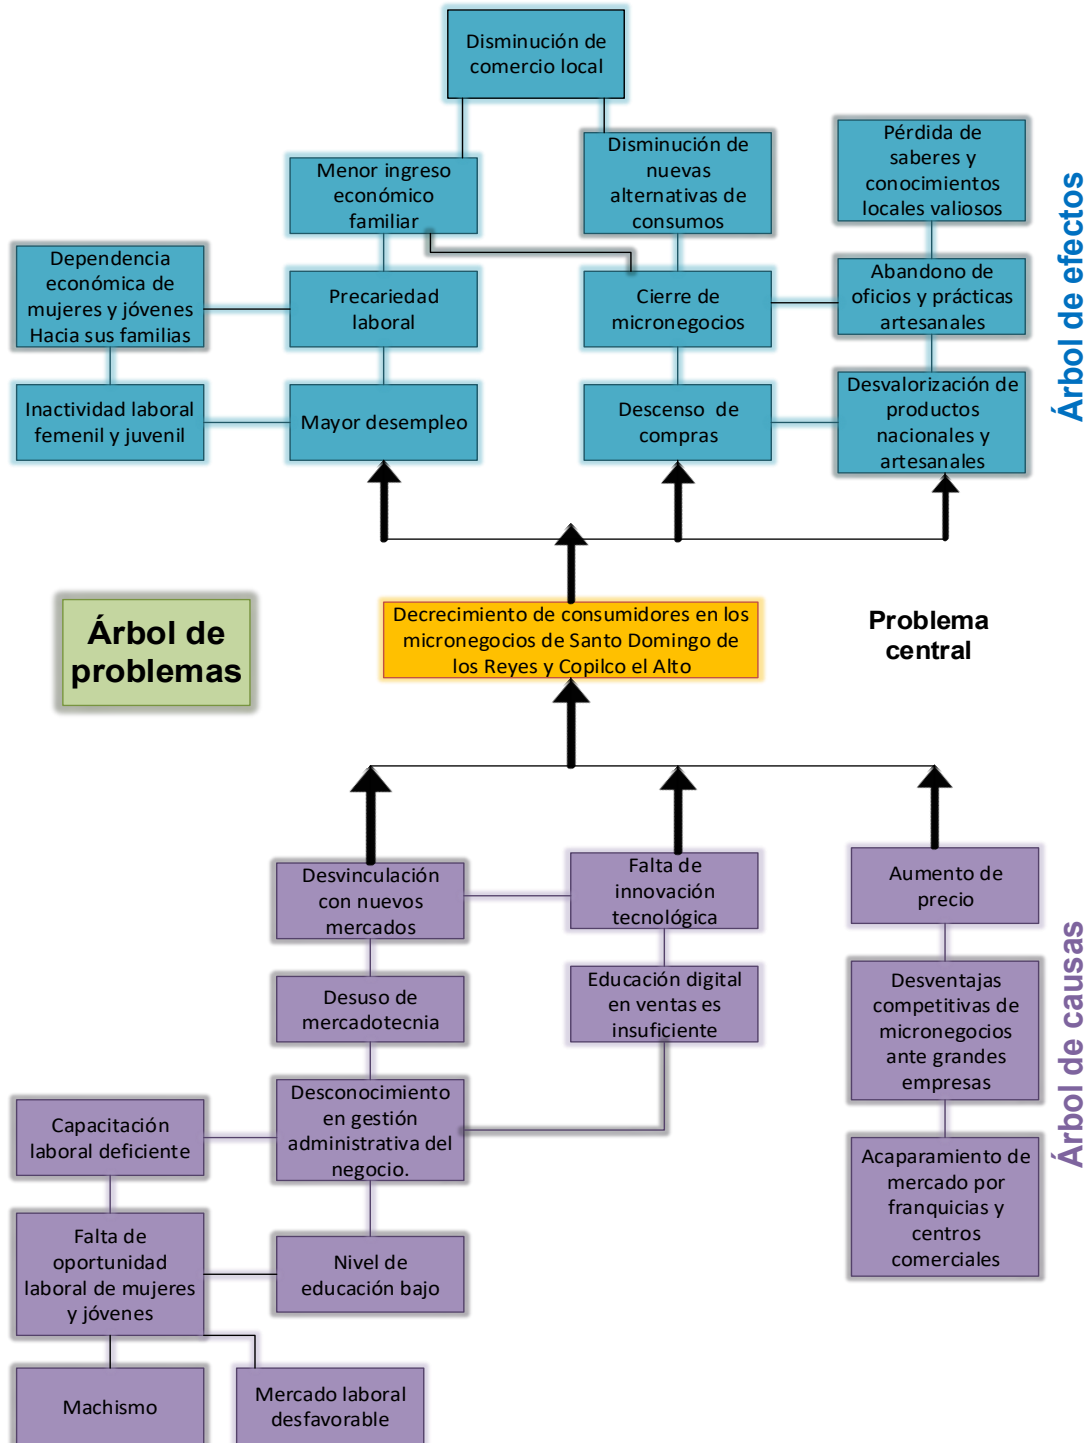 Disminución de
comercio local
Menor ingreso
económico
familiar
Disminución de
nuevas
alternativas de
consumos
Pérdida de
saberes y
conocimientos
locales valiosos
Dependencia
económica de
mujeres y jóvenes
Hacia sus familias
Precariedad
laboral
Cierre de
micronegocios
Abandono de
oficios y prácticas
artesanales
Inactividad laboral
femenil y juvenil
Mayor desempleo
Descenso de
compras
Desvalorización de
productos
nacionales y
artesanales
Árbol de efectos
Árbol de
problemas
Decrecimiento de consumidores en los
micronegocios de Santo Domingo de
los Reyes y Copilco el Alto
Problema
central
Desvinculación
con nuevos
mercados
Falta de
innovación
tecnológica
Aumento de
precio
Desuso de
mercadotecnia
Educación digital
en ventas es
insuficiente
Desventajas
competitivas de
micronegocios
ante grandes
empresas
Capacitación
laboral deficiente
Desconocimiento
en gestión
administrativa del
negocio.
Acaparamiento de
mercado por
franquicias y
centros
comerciales
Falta de
oportunidad
laboral de mujeres
y jóvenes
Nivel de
educación bajo
Machismo
Mercado laboral
desfavorable
Árbol de causas